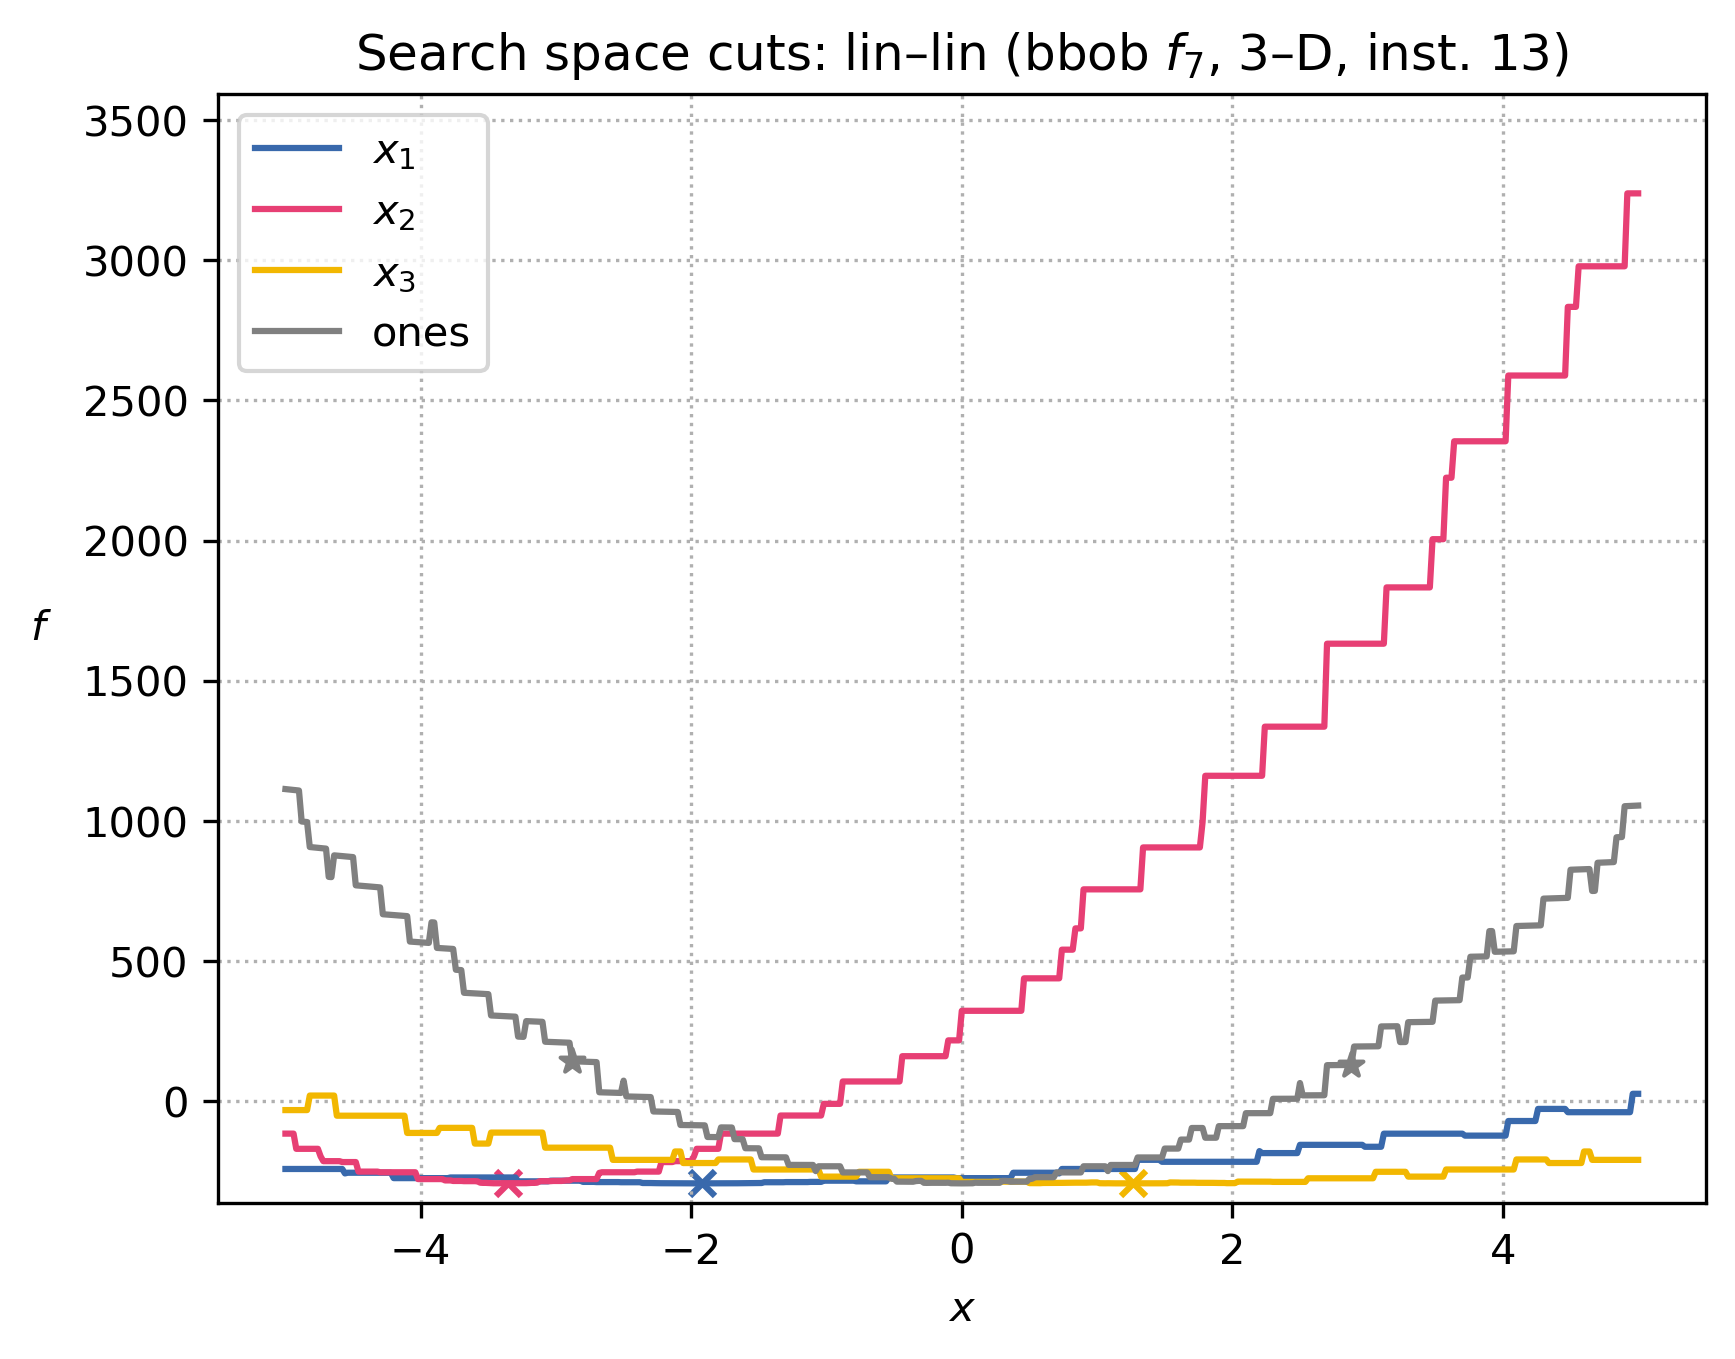 Search space cuts: lin–lin (bbob f₇, 3–D, inst. 13)
3500
3000
2500
2000
1500
1000
500
0
f
x₁
x₂
x₃
ones
−4 −2 0 2 4
x